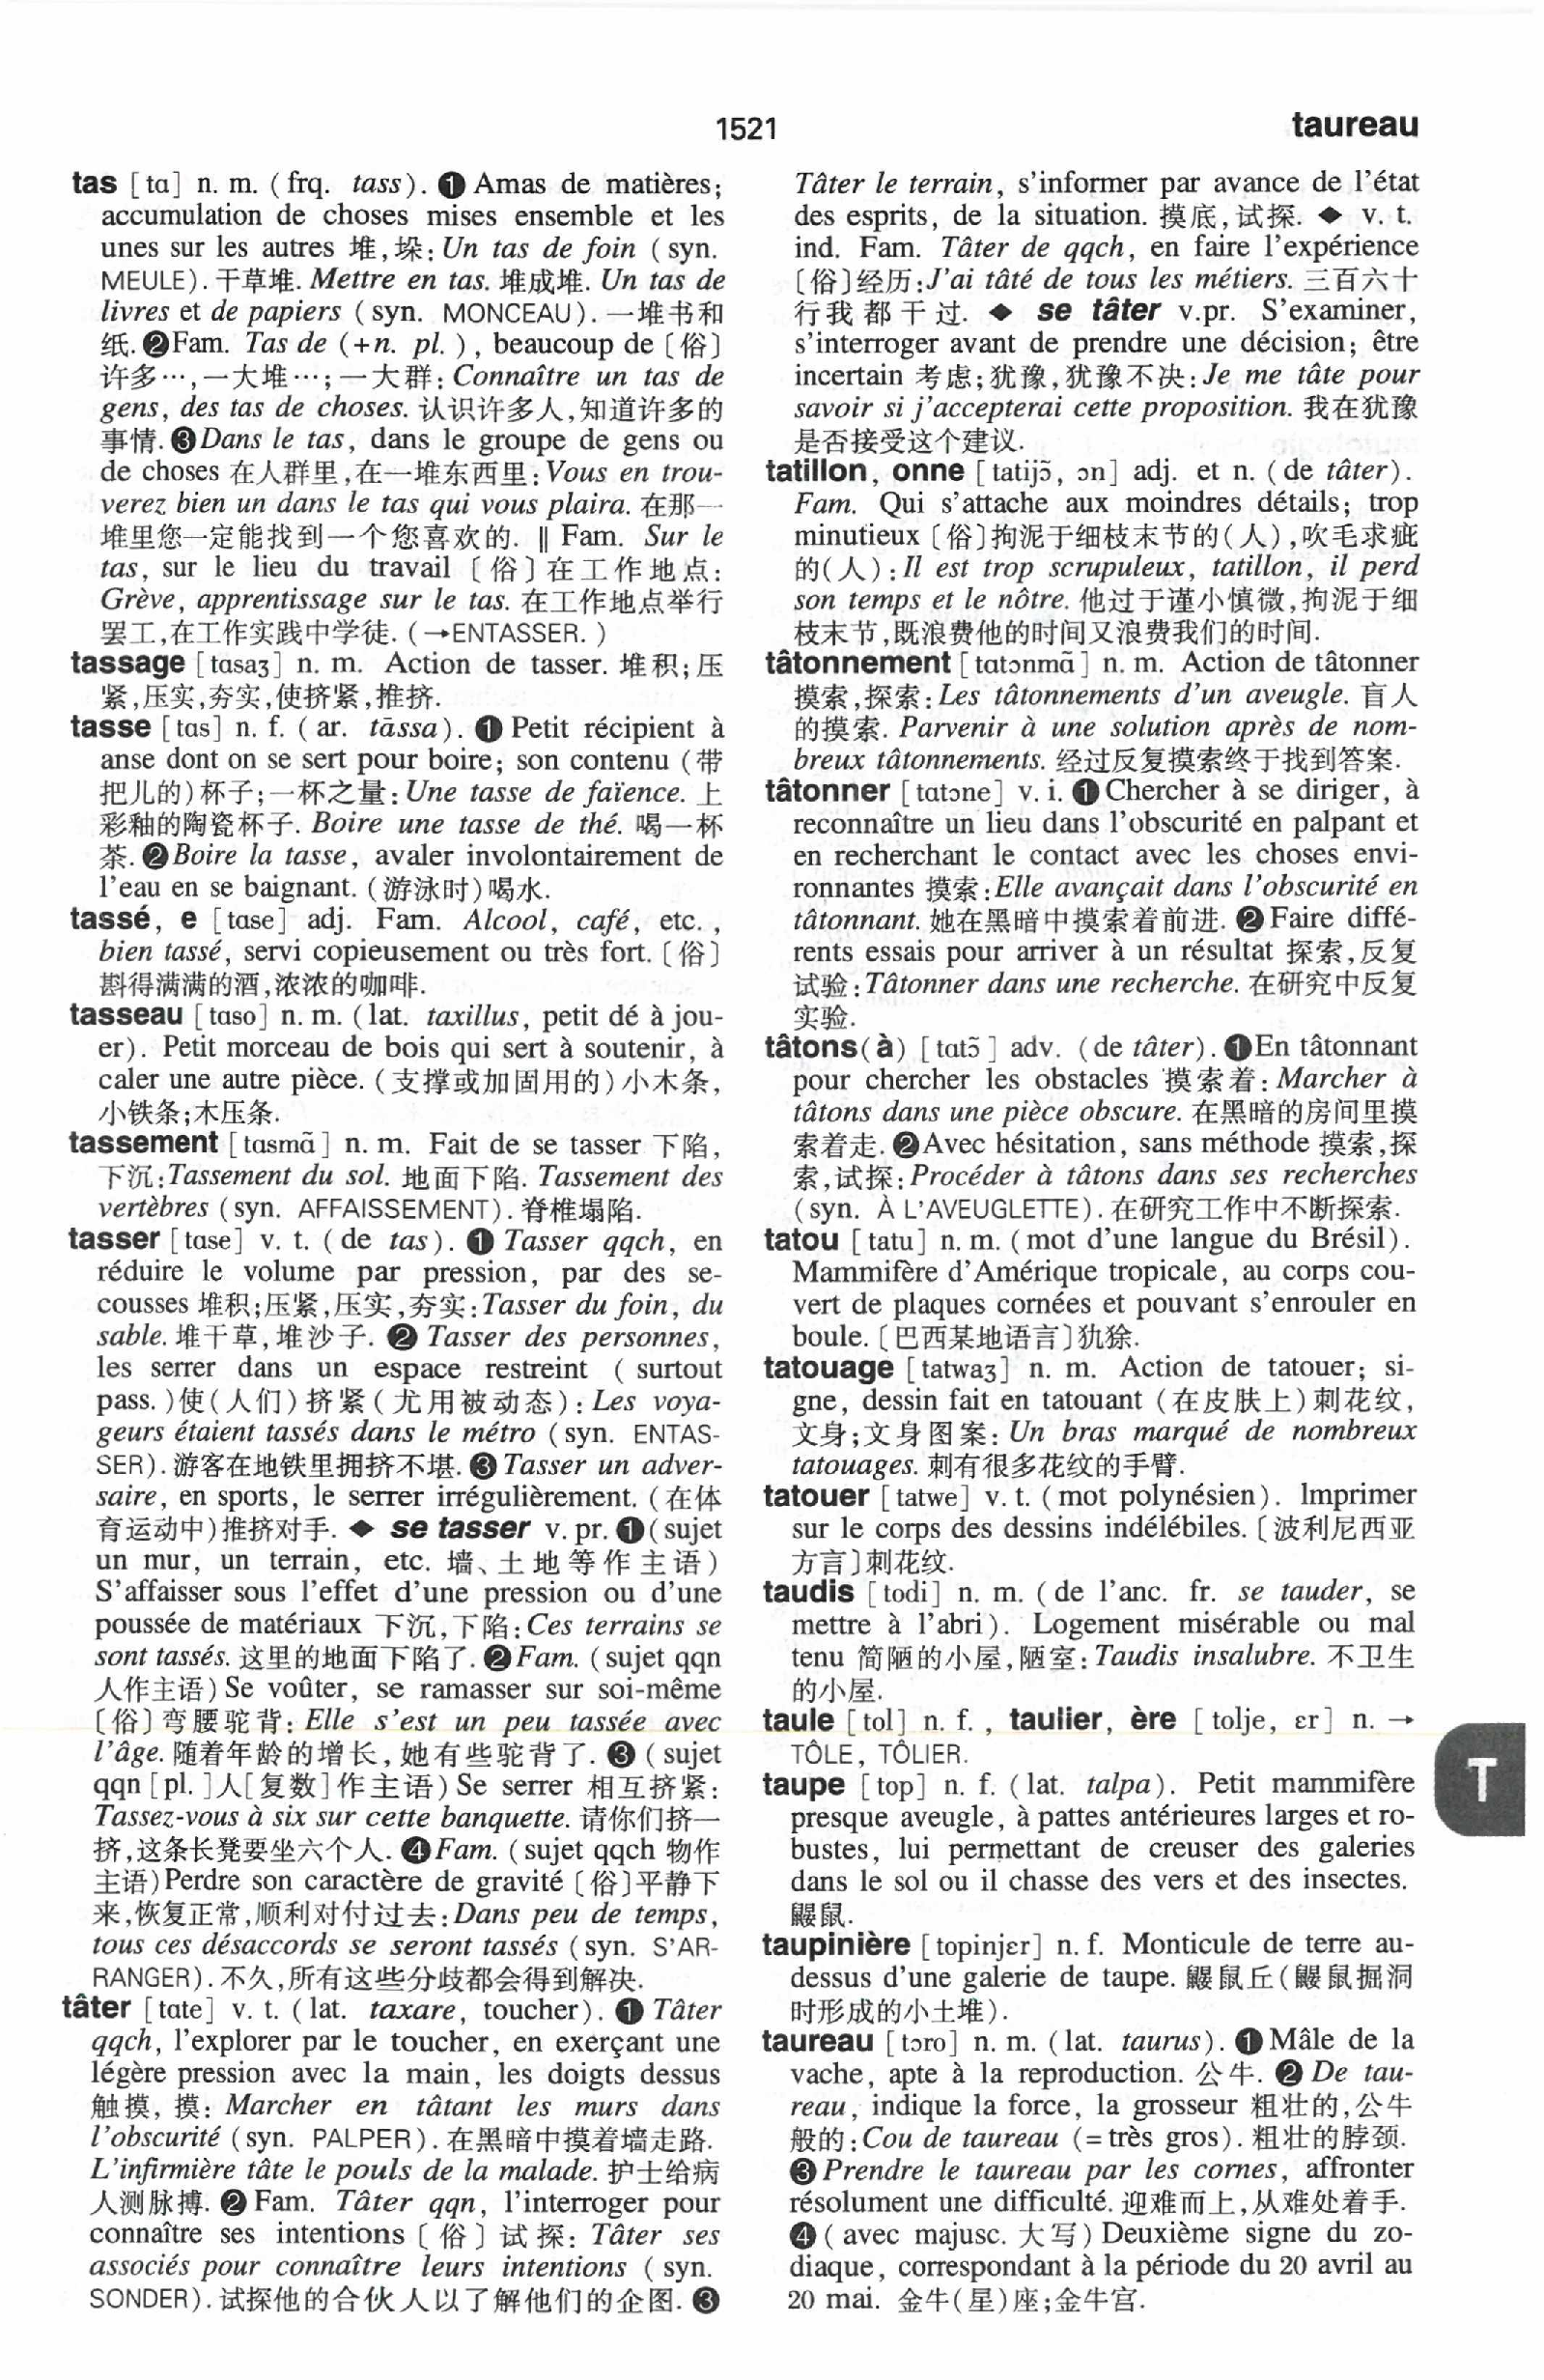 1521
taureau
tas [tɑ] n. m. (frq. tass). ❶ Amas de matières;
accumulation de choses mises ensemble et les
unes sur les autres 堆,垛: Un tas de foin (syn.
MEULE). 干草堆. Mettre en tas. 堆成堆. Un tas de
livres et de papiers (syn. MONCEAU). 一堆书和
纸. ❷Fam. Tas de (+n. pl.), beaucoup de〔俗〕
许多…,一大堆…;一大群: Connaître un tas de
gens, des tas de choses. 认识许多人,知道许多的
事情. ❸Dans le tas, dans le groupe de gens ou
de choses 在人群里,在一堆东西里: Vous en trou-
verez bien un dans le tas qui vous plaira. 在那一
堆里您一定能找到一个您喜欢的. ‖ Fam. Sur le
tas, sur le lieu du travail〔俗〕在工作地点:
Grève, apprentissage sur le tas. 在工作地点举行
罢工,在工作实践中学徒. (→ENTASSER.)
tassage [tɑsaʒ] n. m. Action de tasser. 堆积;压
紧,压实,夯实,使挤紧,推挤.
tasse [tɑs] n. f. (ar. tāssa). ❶ Petit récipient à
anse dont on se sert pour boire; son contenu (带
把儿的)杯子;一杯之量: Une tasse de faïence. 上
彩釉的陶瓷杯子. Boire une tasse de thé. 喝一杯
茶. ❷Boire la tasse, avaler involontairement de
l'eau en se baignant. (游泳时)喝水.
tassé, e [tɑse] adj. Fam. Alcool, café, etc.,
bien tassé, servi copieusement ou très fort.〔俗〕
斟得满满的酒,浓浓的咖啡.
tasseau [tɑso] n. m. (lat. taxillus, petit dé à jou-
er). Petit morceau de bois qui sert à soutenir, à
caler une autre pièce. (支撑或加固用的)小木条,
小铁条;木压条.
tassement [tɑsmɑ̃] n. m. Fait de se tasser 下陷,
下沉: Tassement du sol. 地面下陷. Tassement des
vertèbres (syn. AFFAISSEMENT). 脊椎塌陷.
tasser [tɑse] v. t. (de tas). ❶ Tasser qqch, en
réduire le volume par pression, par des se-
cousses 堆积;压紧,压实,夯实: Tasser du foin, du
sable. 堆干草,堆沙子. ❷ Tasser des personnes,
les serrer dans un espace restreint (surtout
pass.)使(人们)挤紧(尤用被动态): Les voya-
geurs étaient tassés dans le métro (syn. ENTAS-
SER). 游客在地铁里拥挤不堪. ❸ Tasser un adver-
saire, en sports, le serrer irrégulièrement. (在体
育运动中)推挤对手. ◆ se tasser v. pr. ❶(sujet
un mur, un terrain, etc. 墙、土地等作主语)
S'affaisser sous l'effet d'une pression ou d'une
poussée de matériaux 下沉,下陷: Ces terrains se
sont tassés. 这里的地面下陷了. ❷Fam. (sujet qqn
人作主语) Se voûter, se ramasser sur soi-même
〔俗〕弯腰驼背: Elle s'est un peu tassée avec
l'âge. 随着年龄的增长,她有些驼背了. ❸ (sujet
qqn [pl.]人[复数]作主语) Se serrer 相互挤紧:
Tassez-vous à six sur cette banquette. 请你们挤一
挤,这条长凳要坐六个人. ❹Fam. (sujet qqch 物作
主语) Perdre son caractère de gravité〔俗〕平静下
来,恢复正常,顺利对付过去: Dans peu de temps,
tous ces désaccords se seront tassés (syn. S'AR-
RANGER). 不久,所有这些分歧都会得到解决.
tâter [tɑte] v. t. (lat. taxare, toucher). ❶ Tâter
qqch, l'explorer par le toucher, en exerçant une
légère pression avec la main, les doigts dessus
触摸,摸: Marcher en tâtant les murs dans
l'obscurité (syn. PALPER). 在黑暗中摸着墙走路.
L'infirmière tâte le pouls de la malade. 护士给病
人测脉搏. ❷ Fam. Tâter qqn, l'interroger pour
connaître ses intentions〔俗〕试探: Tâter ses
associés pour connaître leurs intentions (syn.
SONDER). 试探他的合伙人以了解他们的企图. ❸
Tâter le terrain, s'informer par avance de l'état
des esprits, de la situation. 摸底,试探. ◆ v. t.
ind. Fam. Tâter de qqch, en faire l'expérience
〔俗〕经历: J'ai tâté de tous les métiers. 三百六十
行我都干过. ◆ se tâter v.pr. S'examiner,
s'interroger avant de prendre une décision; être
incertain 考虑;犹豫,犹豫不决: Je me tâte pour
savoir si j'accepterai cette proposition. 我在犹豫
是否接受这个建议.
tatillon, onne [tatijɔ̃, ɔn] adj. et n. (de tâter).
Fam. Qui s'attache aux moindres détails; trop
minutieux〔俗〕拘泥于细枝末节的(人),吹毛求疵
的(人): Il est trop scrupuleux, tatillon, il perd
son temps et le nôtre. 他过于谨小慎微,拘泥于细
枝末节,既浪费他的时间又浪费我们的时间.
tâtonnement [tɑtɔnmɑ̃] n. m. Action de tâtonner
摸索,探索: Les tâtonnements d'un aveugle. 盲人
的摸索. Parvenir à une solution après de nom-
breux tâtonnements. 经过反复摸索终于找到答案.
tâtonner [tɑtɔne] v. i. ❶Chercher à se diriger, à
reconnaître un lieu dans l'obscurité en palpant et
en recherchant le contact avec les choses envi-
ronnantes 摸索: Elle avançait dans l'obscurité en
tâtonnant. 她在黑暗中摸索着前进. ❷ Faire diffé-
rents essais pour arriver à un résultat 探索,反复
试验: Tâtonner dans une recherche. 在研究中反复
实验.
tâtons(à) [tɑtɔ̃] adv. (de tâter). ❶En tâtonnant
pour chercher les obstacles 摸索着: Marcher à
tâtons dans une pièce obscure. 在黑暗的房间里摸
索着走. ❷Avec hésitation, sans méthode 摸索,探
索,试探: Procéder à tâtons dans ses recherches
(syn. À L'AVEUGLETTE). 在研究工作中不断探索.
tatou [tatu] n. m. (mot d'une langue du Brésil).
Mammifère d'Amérique tropicale, au corps cou-
vert de plaques cornées et pouvant s'enrouler en
boule.〔巴西某地语言〕犰狳.
tatouage [tatwaʒ] n. m. Action de tatouer; si-
gne, dessin fait en tatouant (在皮肤上)刺花纹,
文身;文身图案: Un bras marqué de nombreux
tatouages. 刺有很多花纹的手臂.
tatouer [tatwe] v. t. (mot polynésien). Imprimer
sur le corps des dessins indélébiles.〔波利尼西亚
方言〕刺花纹.
taudis [todi] n. m. (de l'anc. fr. se tauder, se
mettre à l'abri). Logement misérable ou mal
tenu 简陋的小屋,陋室: Taudis insalubre. 不卫生
的小屋.
taule [tol] n. f., taulier, ère [tolje, ɛr] n. →
TÔLE, TÔLIER.
taupe [top] n. f. (lat. talpa). Petit mammifère
presque aveugle, à pattes antérieures larges et ro-
bustes, lui permettant de creuser des galeries
dans le sol ou il chasse des vers et des insectes.
鼹鼠.
taupinière [topinjɛr] n. f. Monticule de terre au-
dessus d'une galerie de taupe. 鼹鼠丘(鼹鼠掘洞
时形成的小土堆).
taureau [tɔro] n. m. (lat. taurus). ❶ Mâle de la
vache, apte à la reproduction. 公牛. ❷ De tau-
reau, indique la force, la grosseur 粗壮的,公牛
般的: Cou de taureau (=très gros). 粗壮的脖颈.
❸ Prendre le taureau par les cornes, affronter
résolument une difficulté. 迎难而上,从难处着手.
❹ (avec majusc. 大写) Deuxième signe du zo-
diaque, correspondant à la période du 20 avril au
20 mai. 金牛(星)座;金牛宫.
T